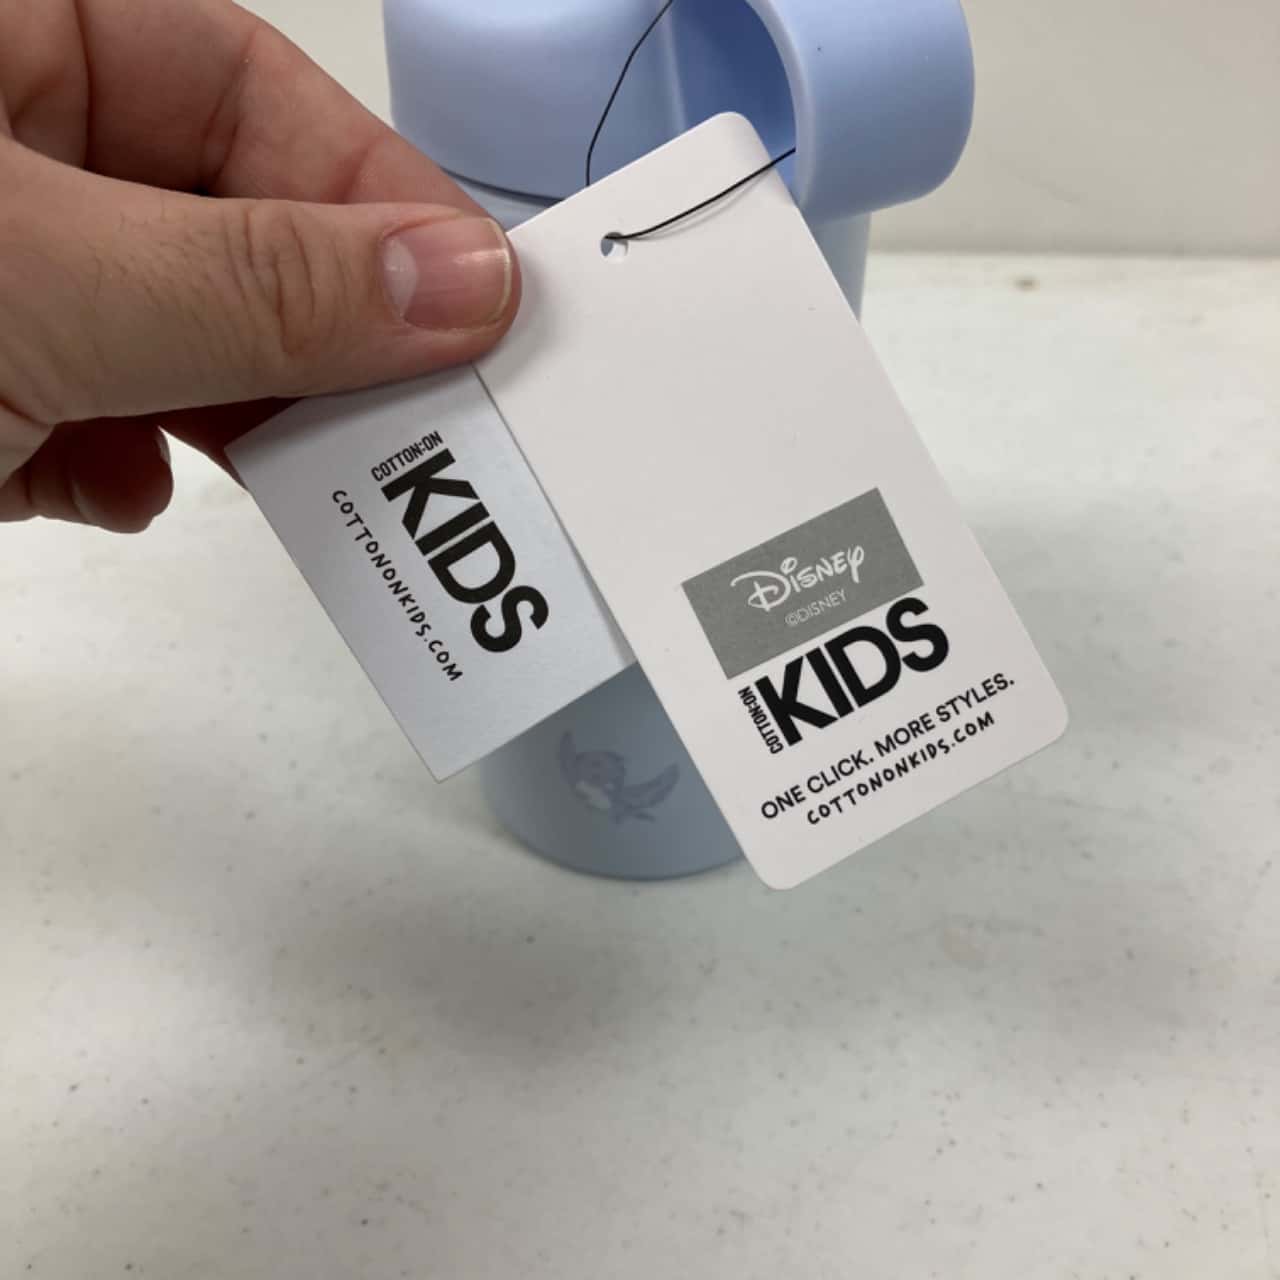 COTTON:ON
KIDS
COTTONONKIDS.COM
Disney
©DISNEY
COTTON:ON
KIDS
ONE CLICK. MORE STYLES.
COTTONONKIDS.COM